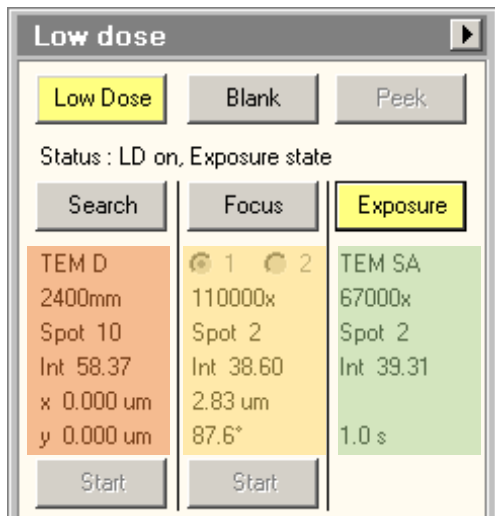 Low dose
Low Dose Blank Peek
Status : LD on, Exposure state
Search Focus Exposure
TEM D 1 2 TEM SA
2400mm 110000x 67000x
Spot 10 Spot 2 Spot 2
Int 58.37 Int 38.60 Int 39.31
x 0.000 um 2.83 um
y 0.000 um 87.6° 1.0 s
Start Start